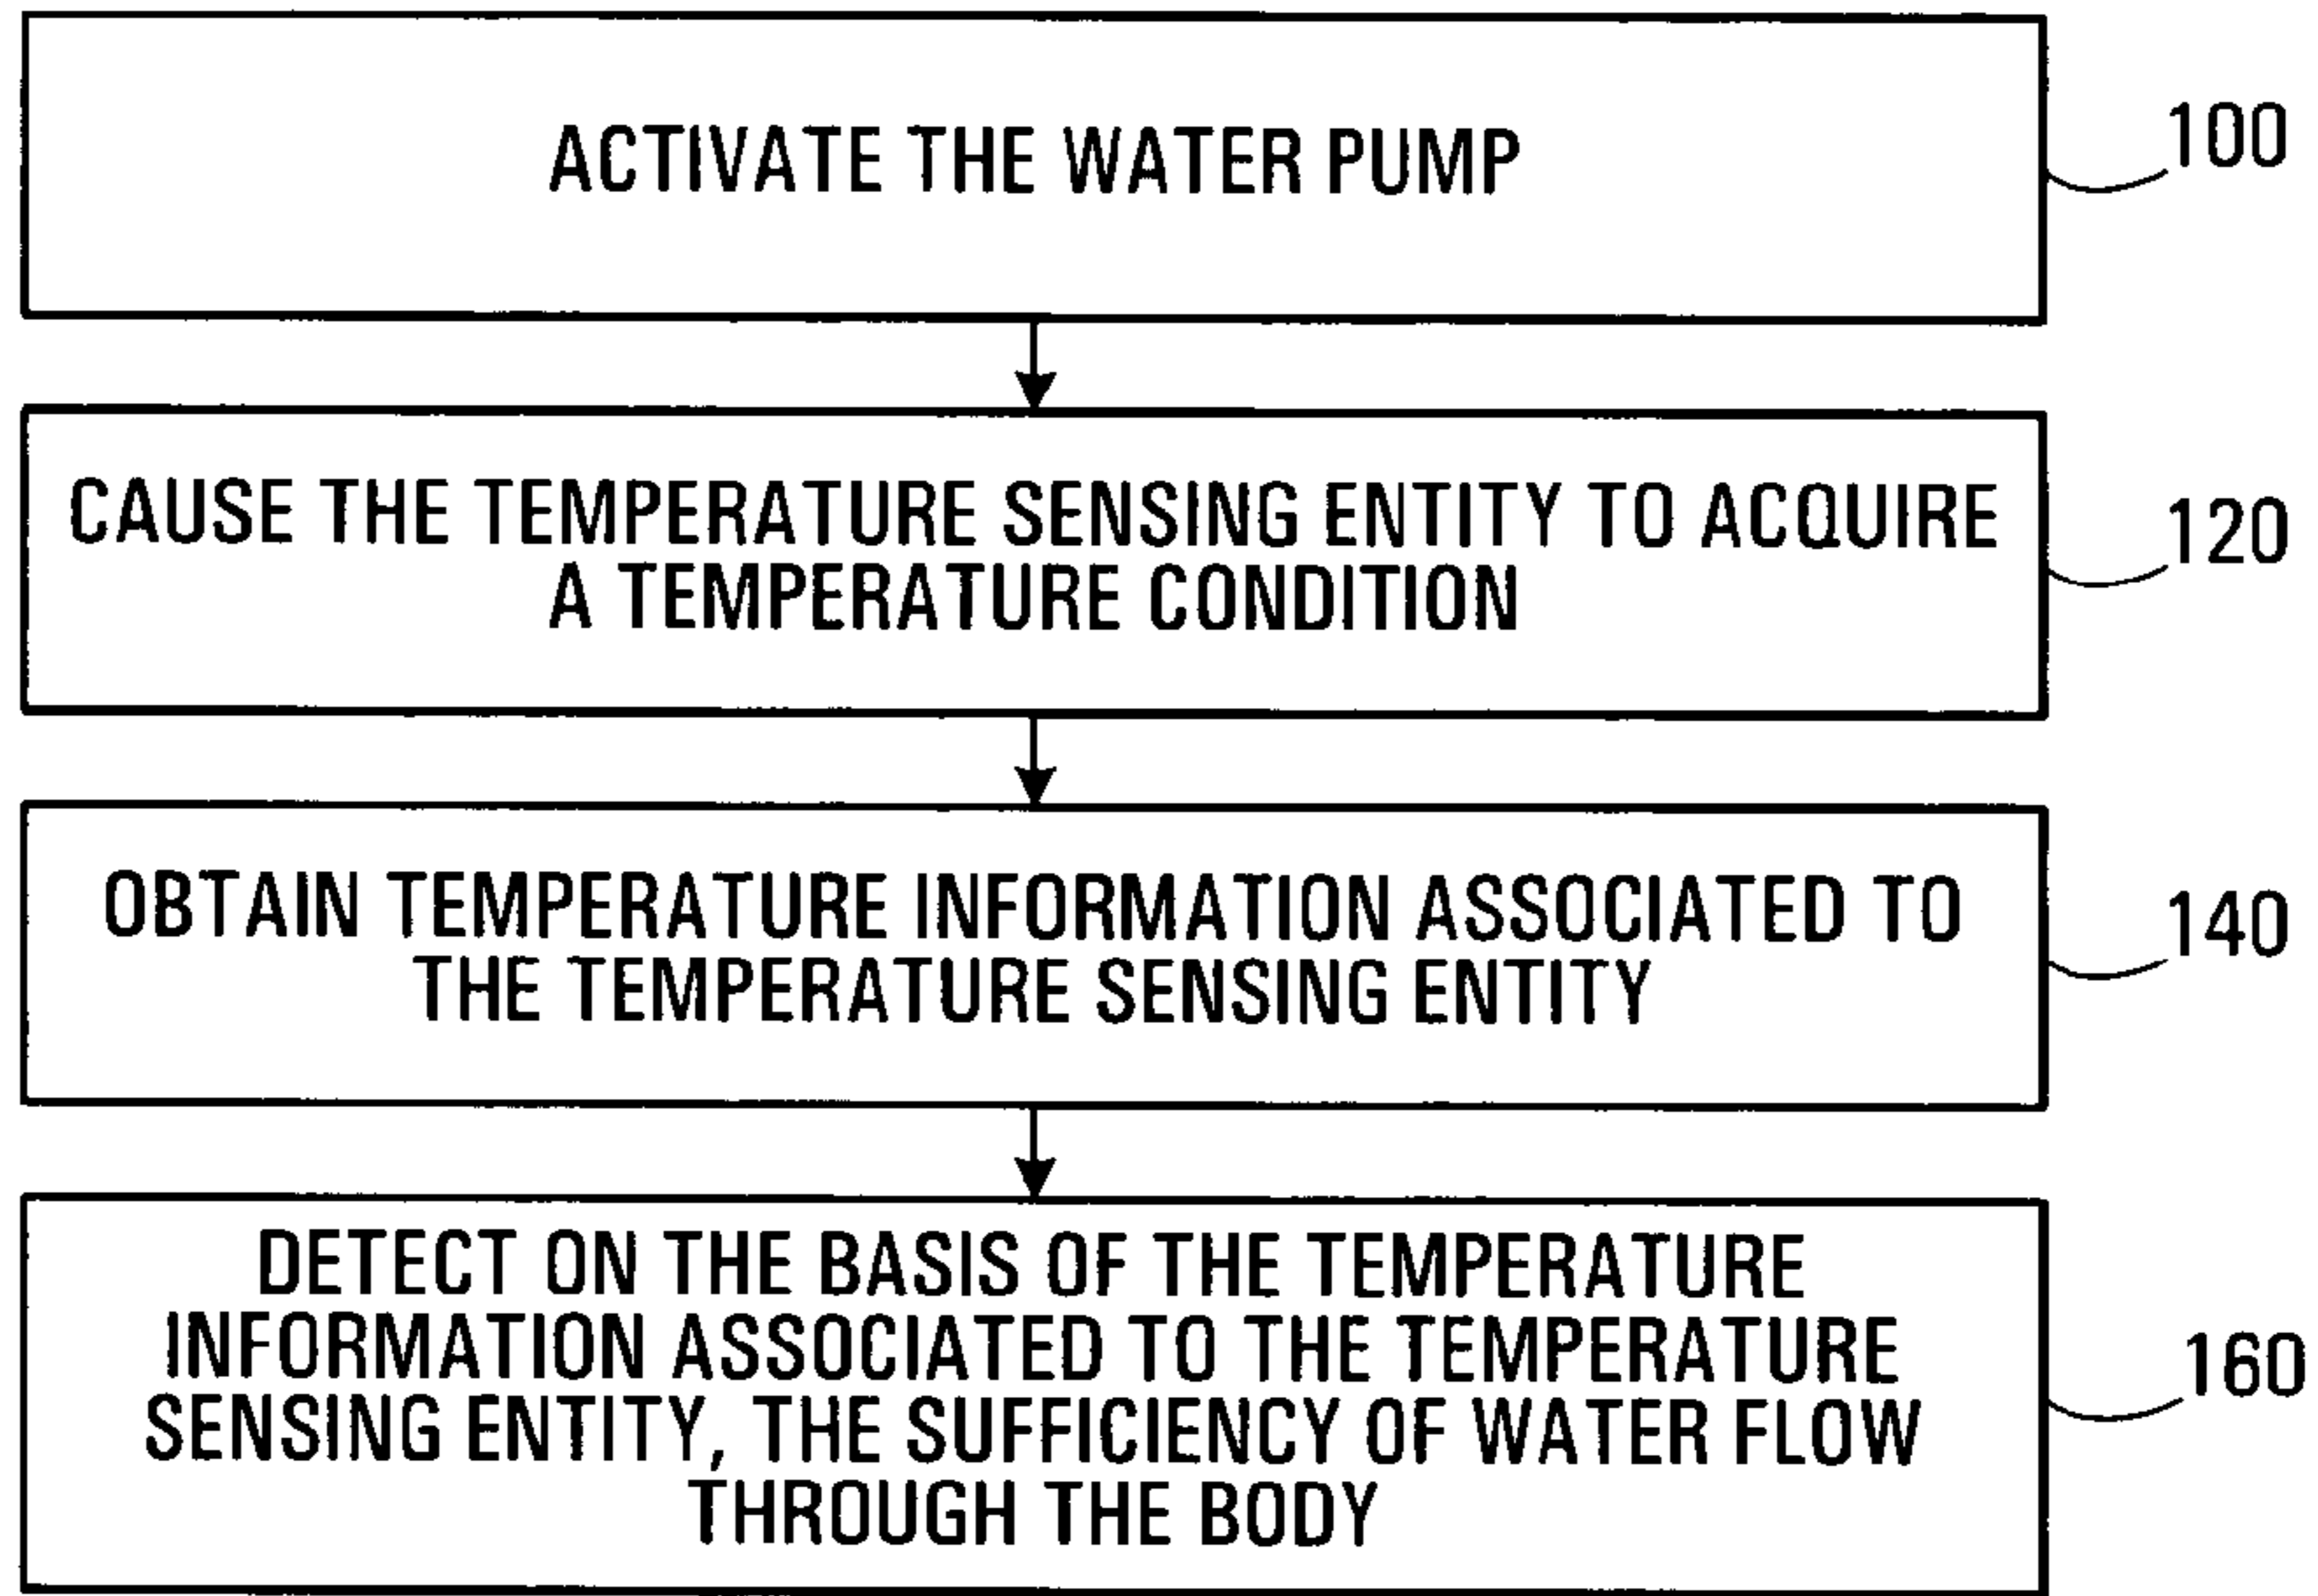 ACTIVATE THE WATER PUMP
100
CAUSE THE TEMPERATURE SENSING ENTITY TO ACQUIRE
A TEMPERATURE CONDITION
120
OBTAIN TEMPERATURE INFORMATION ASSOCIATED TO
THE TEMPERATURE SENSING ENTITY
140
DETECT ON THE BASIS OF THE TEMPERATURE
INFORMATION ASSOCIATED TO THE TEMPERATURE
SENSING ENTITY, THE SUFFICIENCY OF WATER FLOW
THROUGH THE BODY
160